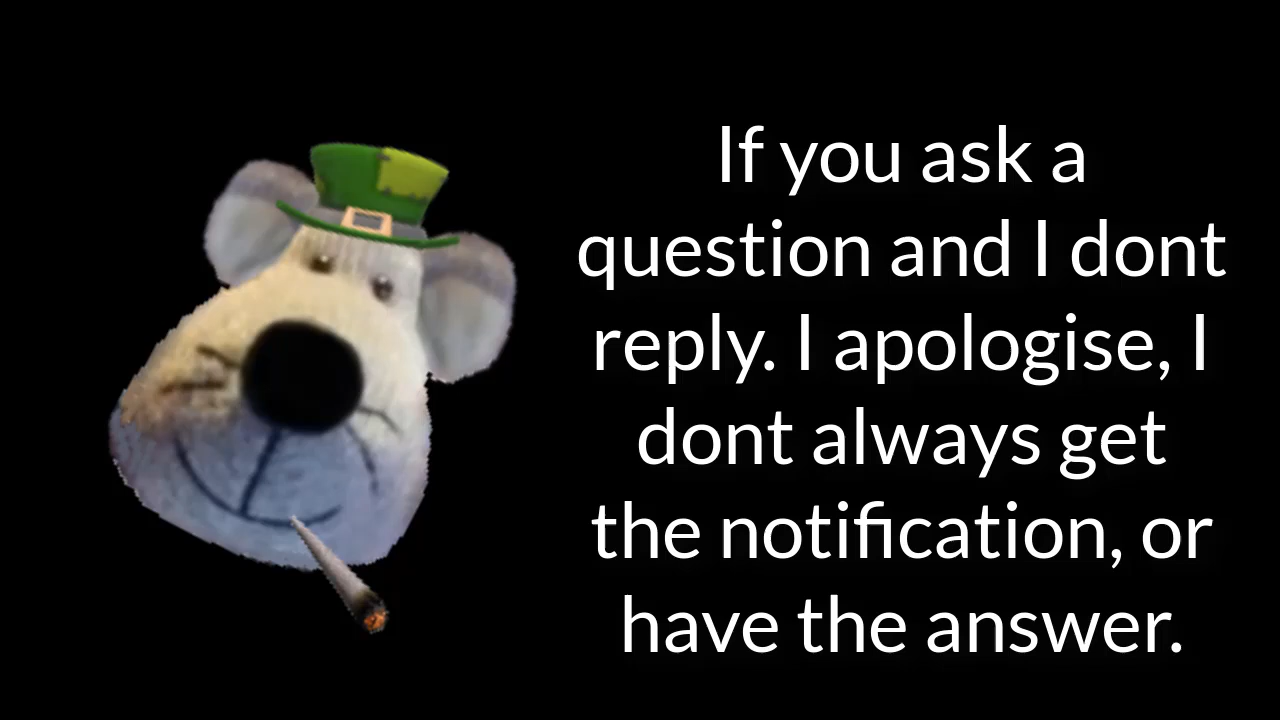 If you ask a
question and I dont
reply. I apologise, I
dont always get
the notification, or
have the answer.